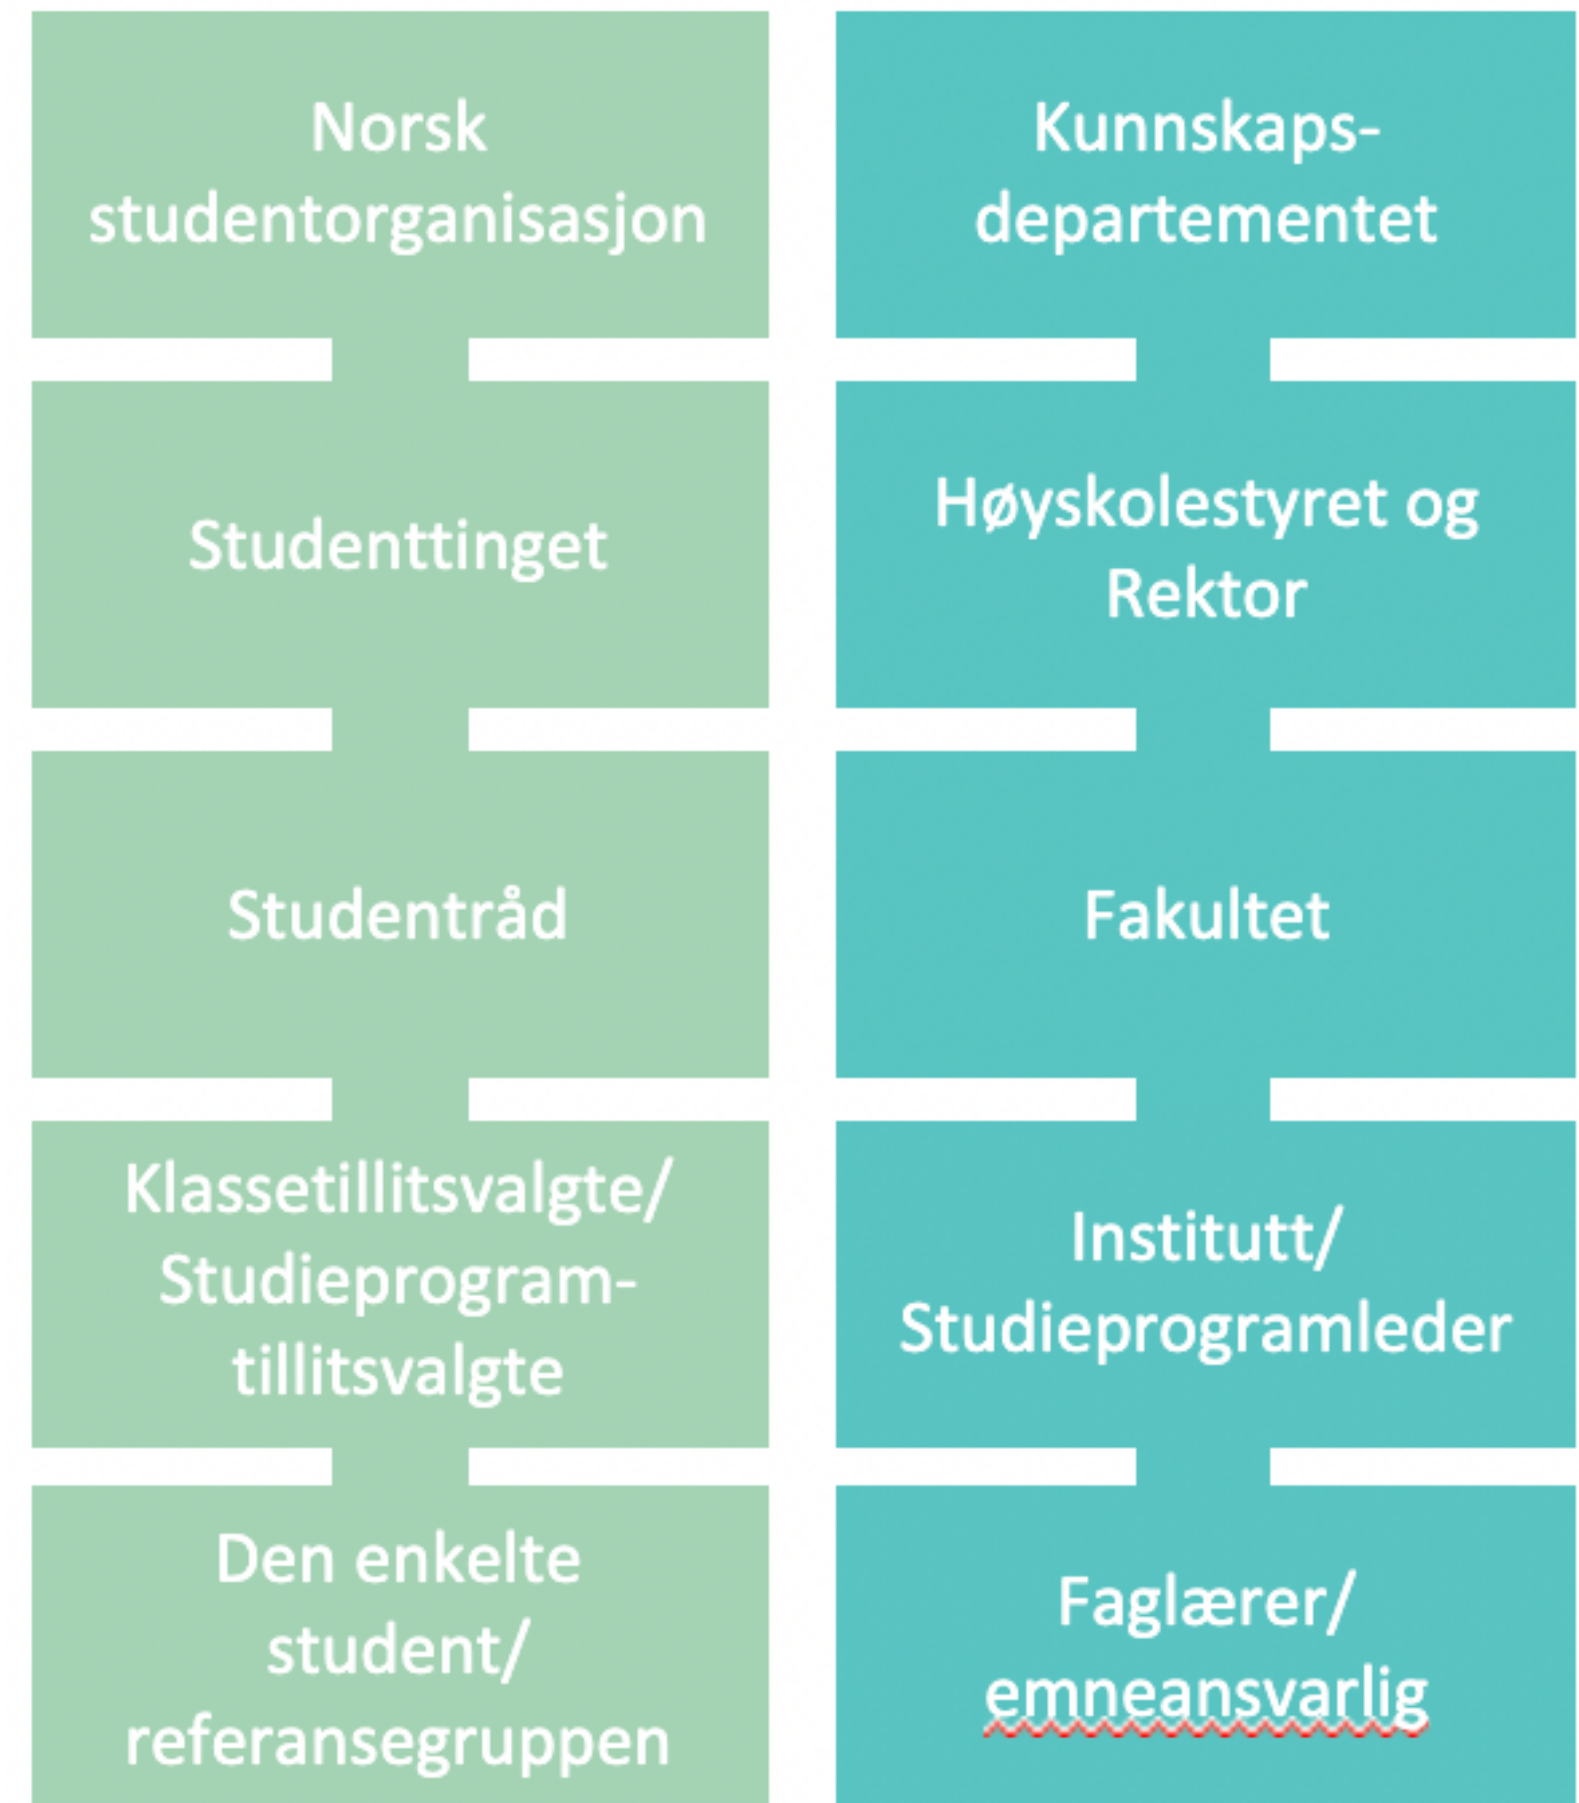 Norsk
studentorganisasjon
Studenttinget
Studentråd
Klassetillitsvalgte/
Studieprogram-
tillitsvalgte
Den enkelte
student/
referansegruppen
Kunnskaps-
departementet
Høyskolestyret og
Rektor
Fakultet
Institutt/
Studieprogramleder
Faglærer/
emneansvarlig